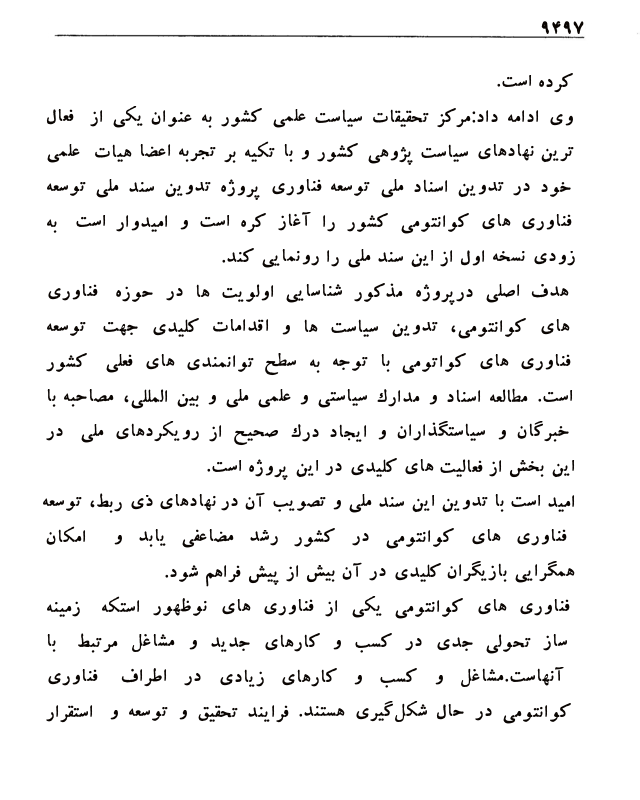 ۹۴۹۷
کرده است.
وی ادامه داد:مرکز تحقیقات سیاست علمی کشور به عنوان یکی از فعال
ترین نهادهای سیاست پژوهی کشور و با تکیه بر تجربه اعضا هیات علمی
خود در تدوین اسناد ملی توسعه فناوری پروژه تدوین سند ملی توسعه
فناوری های کوانتومی کشور را آغاز کره است و امیدوار است به
زودی نسخه اول از این سند ملی را رونمایی کند.
هدف اصلی درپروژه مذکور شناسایی اولویت ها در حوزه فناوری
های کوانتومی، تدوین سیاست ها و اقدامات کلیدی جهت توسعه
فناوری های کواتومی با توجه به سطح توانمندی های فعلی کشور
است. مطالعه اسناد و مدارك سیاستی و علمی ملی و بین المللی، مصاحبه با
خبرگان و سیاستگذاران و ایجاد درك صحیح از رویکردهای ملی در
این بخش از فعالیت های کلیدی در این پروژه است.
امید است با تدوین این سند ملی و تصویب آن در نهادهای ذی ربط، توسعه
فناوری های کوانتومی در کشور رشد مضاعفی یابد و امکان
همگرایی بازیگران کلیدی در آن بیش از پیش فراهم شود.
فناوری های کوانتومی یکی از فناوری های نوظهور استکه زمینه
ساز تحولی جدی در کسب و کارهای جدید و مشاغل مرتبط با
آنهاست.مشاغل و کسب و کارهای زیادی در اطراف فناوری
کوانتومی در حال شکل‌گیری هستند. فرایند تحقیق و توسعه و استقرار